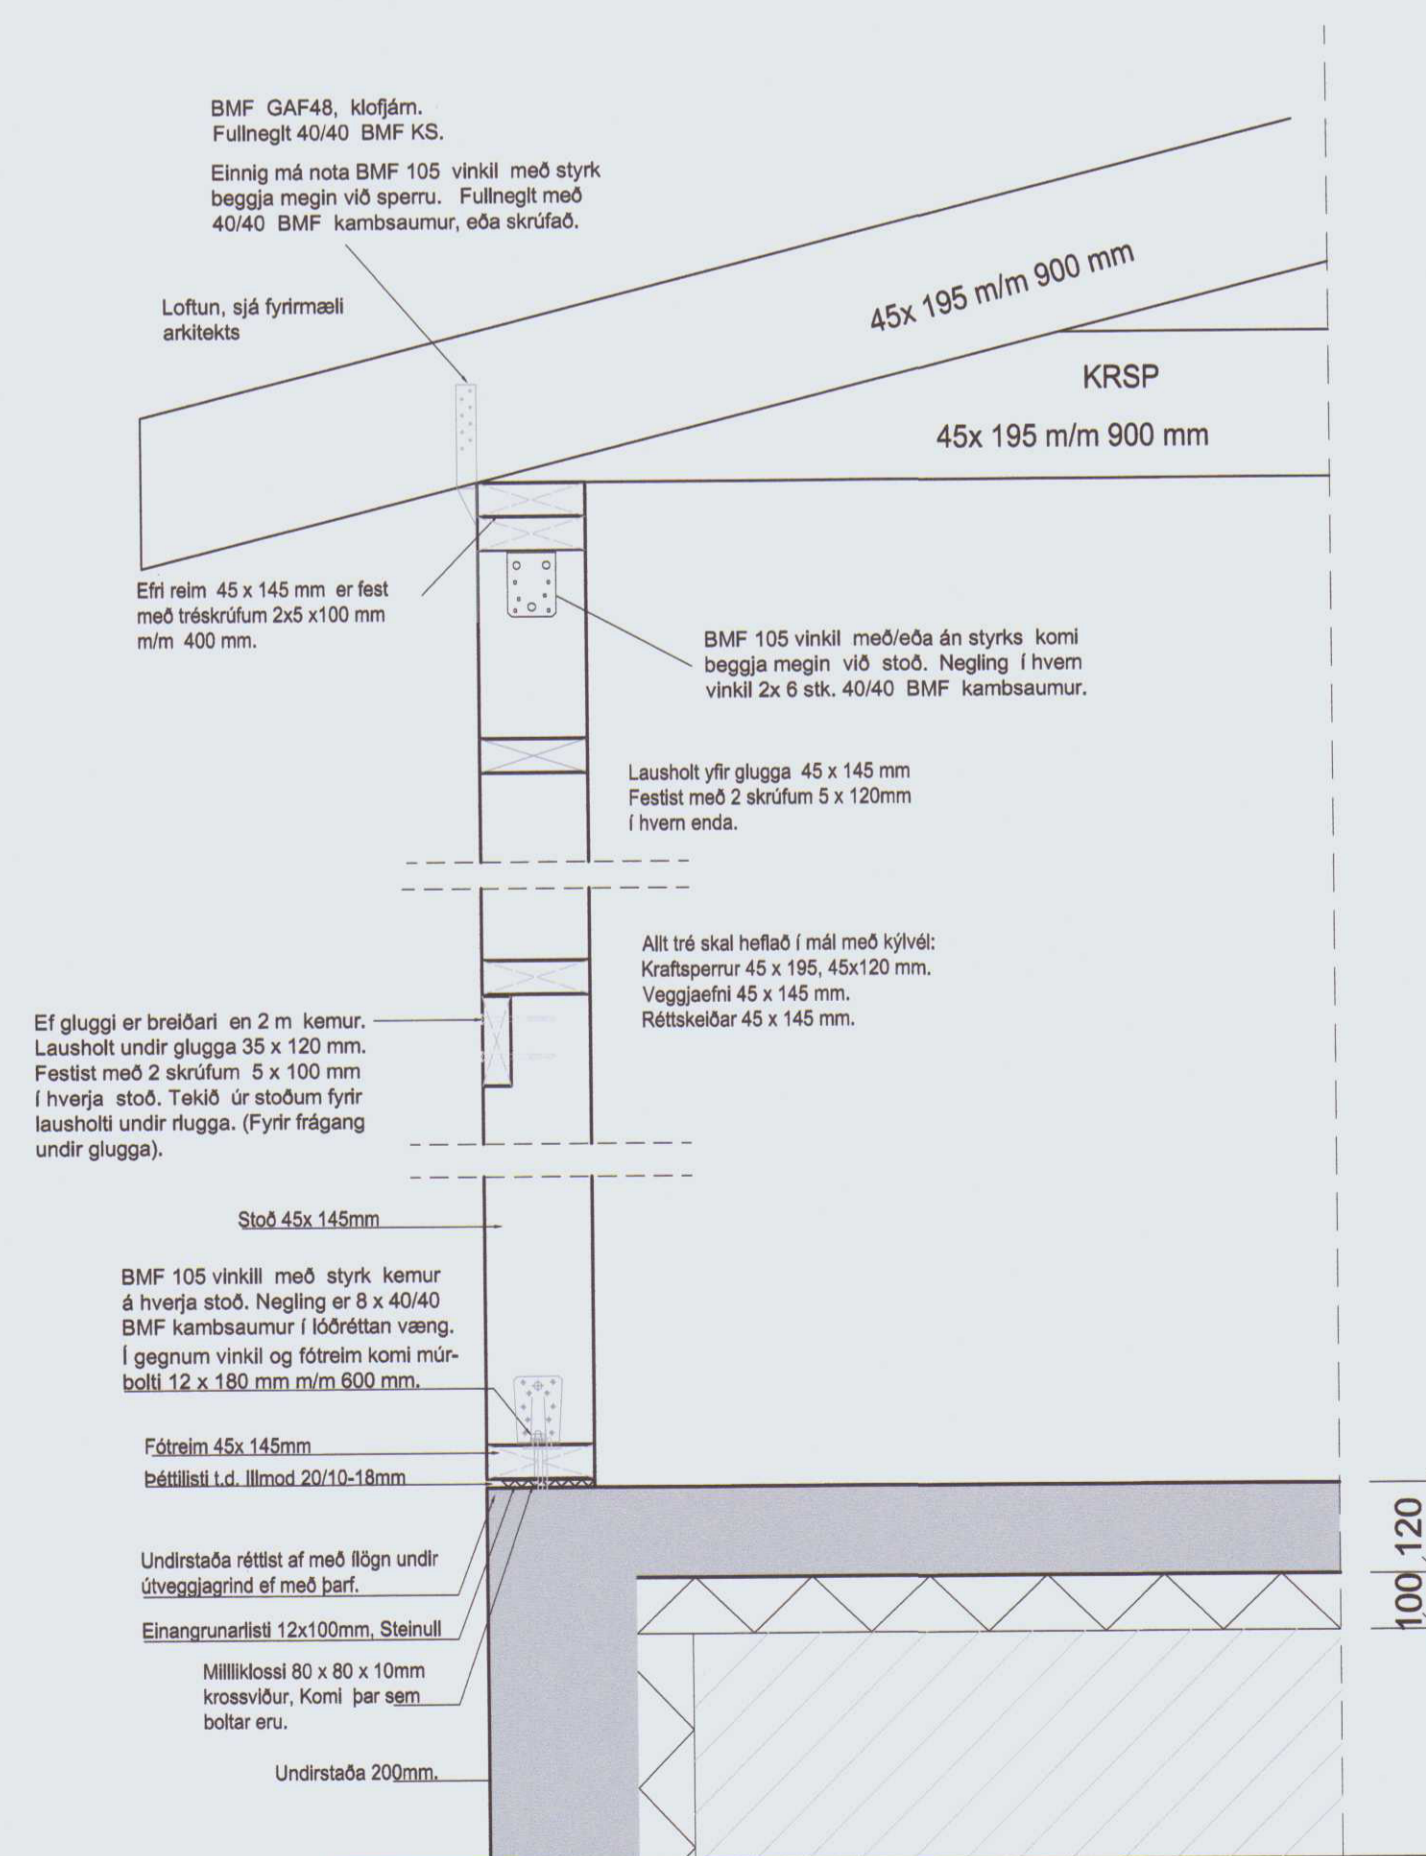 BMF GAF48, klofjárn.
Fullneglt 40/40 BMF KS.
Einnig má nota BMF 105 vinkil með styrk
beggja megin við sperru. Fullneglt með
40/40 BMF kambsaumur, eða skrúfað.
Loftun, sjá fyrirmæli
arkitekts
45x 195 m/m 900 mm
KRSP
45x 195 m/m 900 mm
Efri reim 45 x 145 mm er fest
með tréskrúfum 2x5 x100 mm
m/m 400 mm.
BMF 105 vinkil með/eða án styrks komi
beggja megin við stoð. Negling í hvern
vinkil 2x 6 stk. 40/40 BMF kambsaumur.
Lausholt yfir glugga 45 x 145 mm
Festist með 2 skrúfum 5 x 120mm
í hvern enda.
Allt tré skal heflað í mál með kýlvél:
Kraftsperrur 45 x 195, 45x120 mm.
Veggjaefni 45 x 145 mm.
Réttskeiðar 45 x 145 mm.
Ef gluggi er breiðari en 2 m kemur.
Lausholt undir glugga 35 x 120 mm.
Festist með 2 skrúfum 5 x 100 mm
í hverja stoð. Tekið úr stoðum fyrir
lausholti undir rlugga. (Fyrir frágang
undir glugga).
Stoð 45x 145mm
BMF 105 vinkill með styrk kemur
á hverja stoð. Negling er 8 x 40/40
BMF kambsaumur í lóðréttan væng.
Í gegnum vinkil og fótreim komi múr-
bolti 12 x 180 mm m/m 600 mm.
Fótreim 45x 145mm
Þéttilisti t.d. Illmod 20/10-18mm
Undirstaða réttist af með flögn undir
útveggjagrind ef með þarf.
Einangrunarlisti 12x100mm, Steinull
Millliklossi 80 x 80 x 10mm
krossviður, Komi þar sem
boltar eru.
Undirstaða 200mm.
120
100